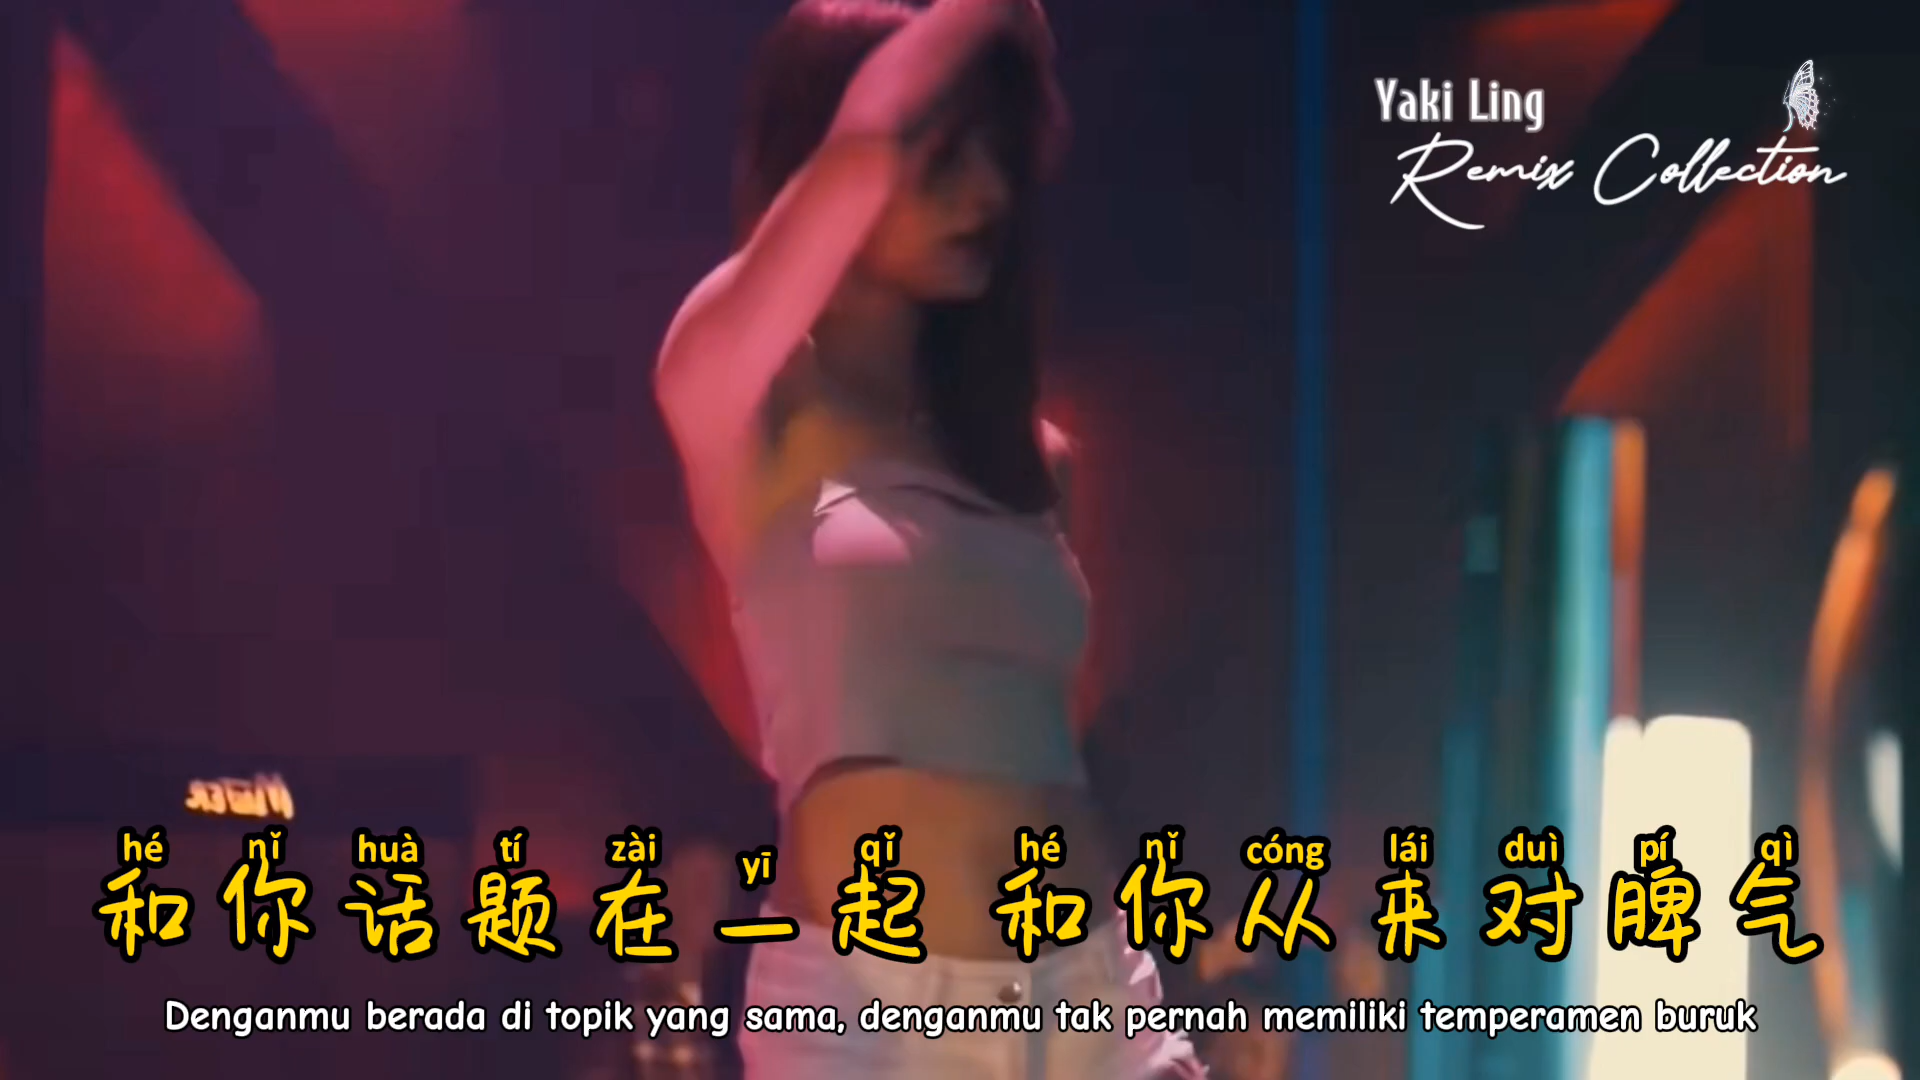 Yaki Ling
Remix Collection
hé nǐ huà tí zài yī qǐ hé nǐ cóng lái duì pí qì
和你话题在一起 和你从来对脾气
Denganmu berada di topik yang sama, denganmu tak pernah memiliki temperamen buruk